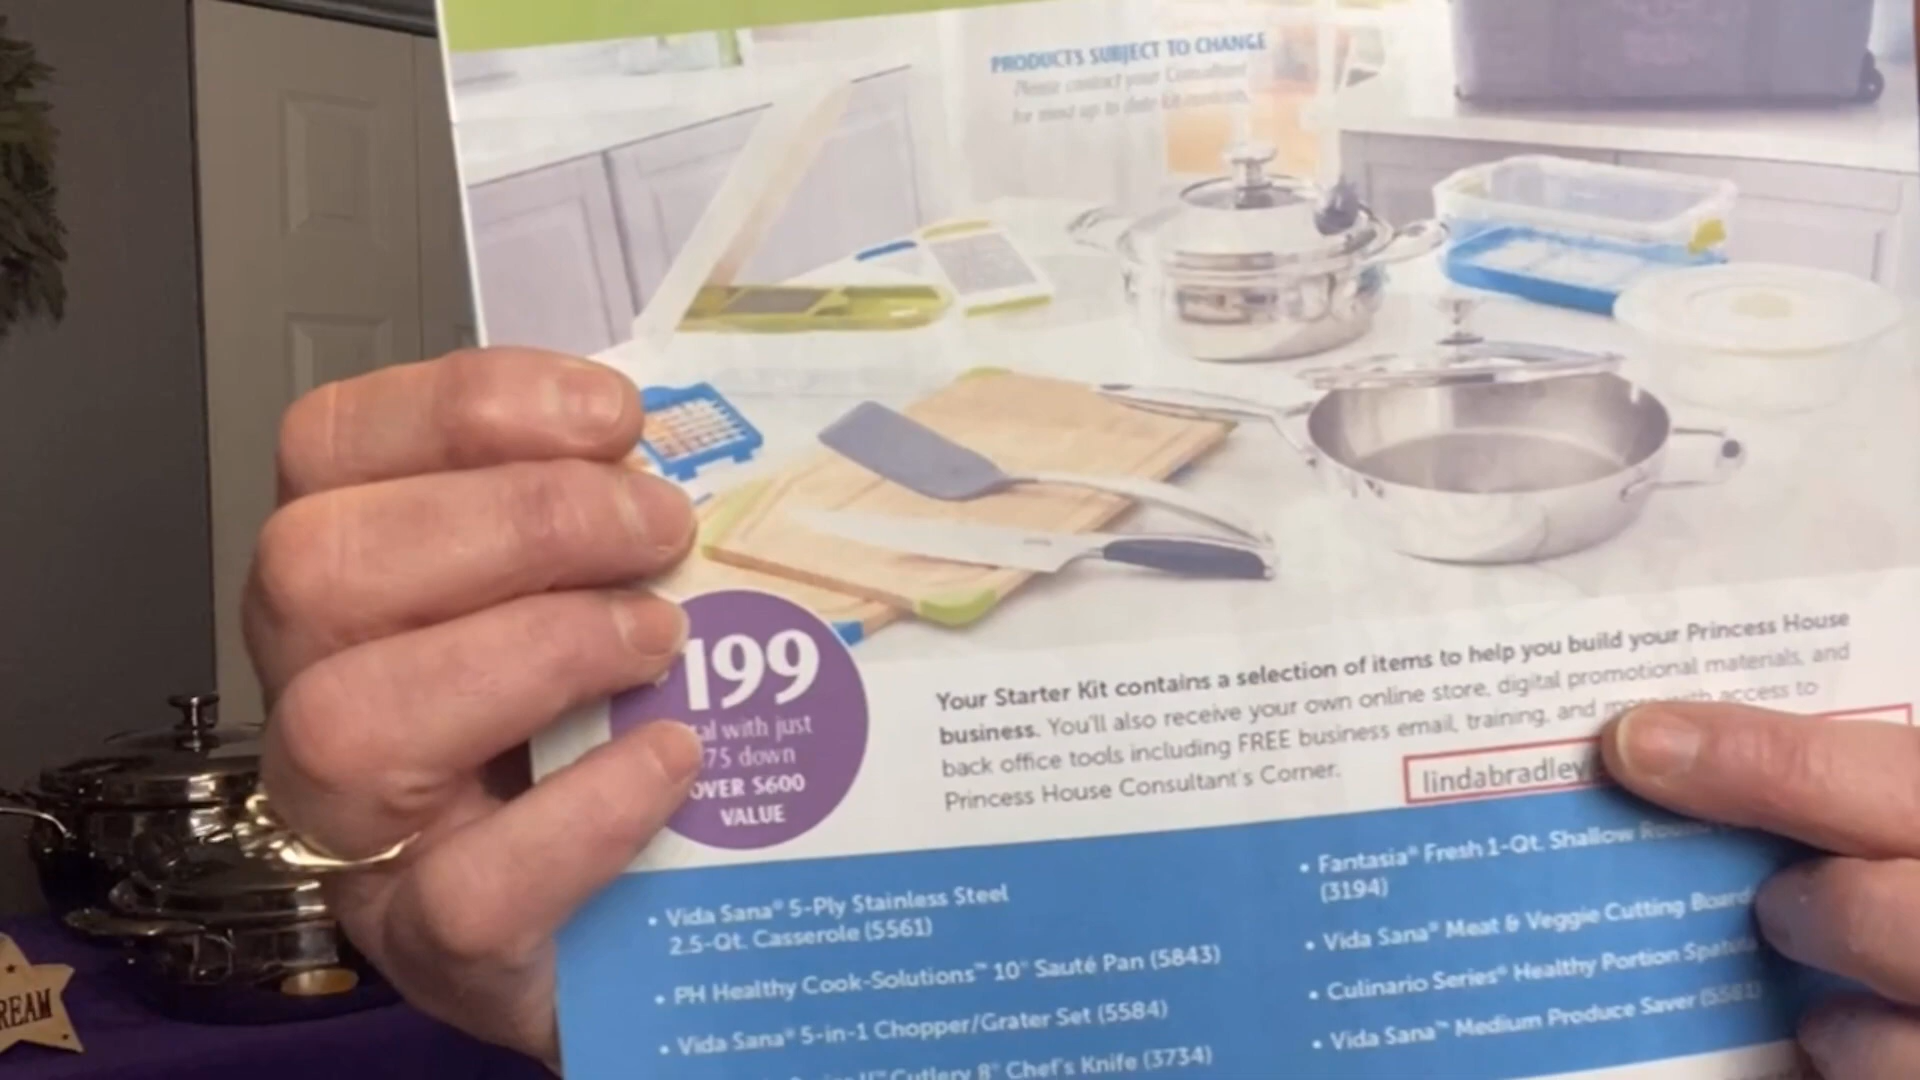 PRODUCTS SUBJECT TO CHANGE
Please contact your Consultant
for most up to date kit contents.
199
with just
75 down
OVER $600
VALUE
Your Starter Kit contains a selection of items to help you build your Princess House
business. You'll also receive your own online store, digital promotional materials, and
back office tools including FREE business email, training, and more with access to
Princess House Consultant's Corner.
lindabradley
• Vida Sana® 5-Ply Stainless Steel
2.5-Qt. Casserole (5561)
• PH Healthy Cook-Solutions™ 10" Sauté Pan (5843)
• Vida Sana® 5-in-1 Chopper/Grater Set (5584)
Cutlery 8" Chef's Knife (3734)
• Fantasia® Fresh 1-Qt. Shallow
(3194)
• Vida Sana® Meat & Veggie Cutting Board
• Culinario Series® Healthy Portion Spatula
• Vida Sana™ Medium Produce Saver
REAM